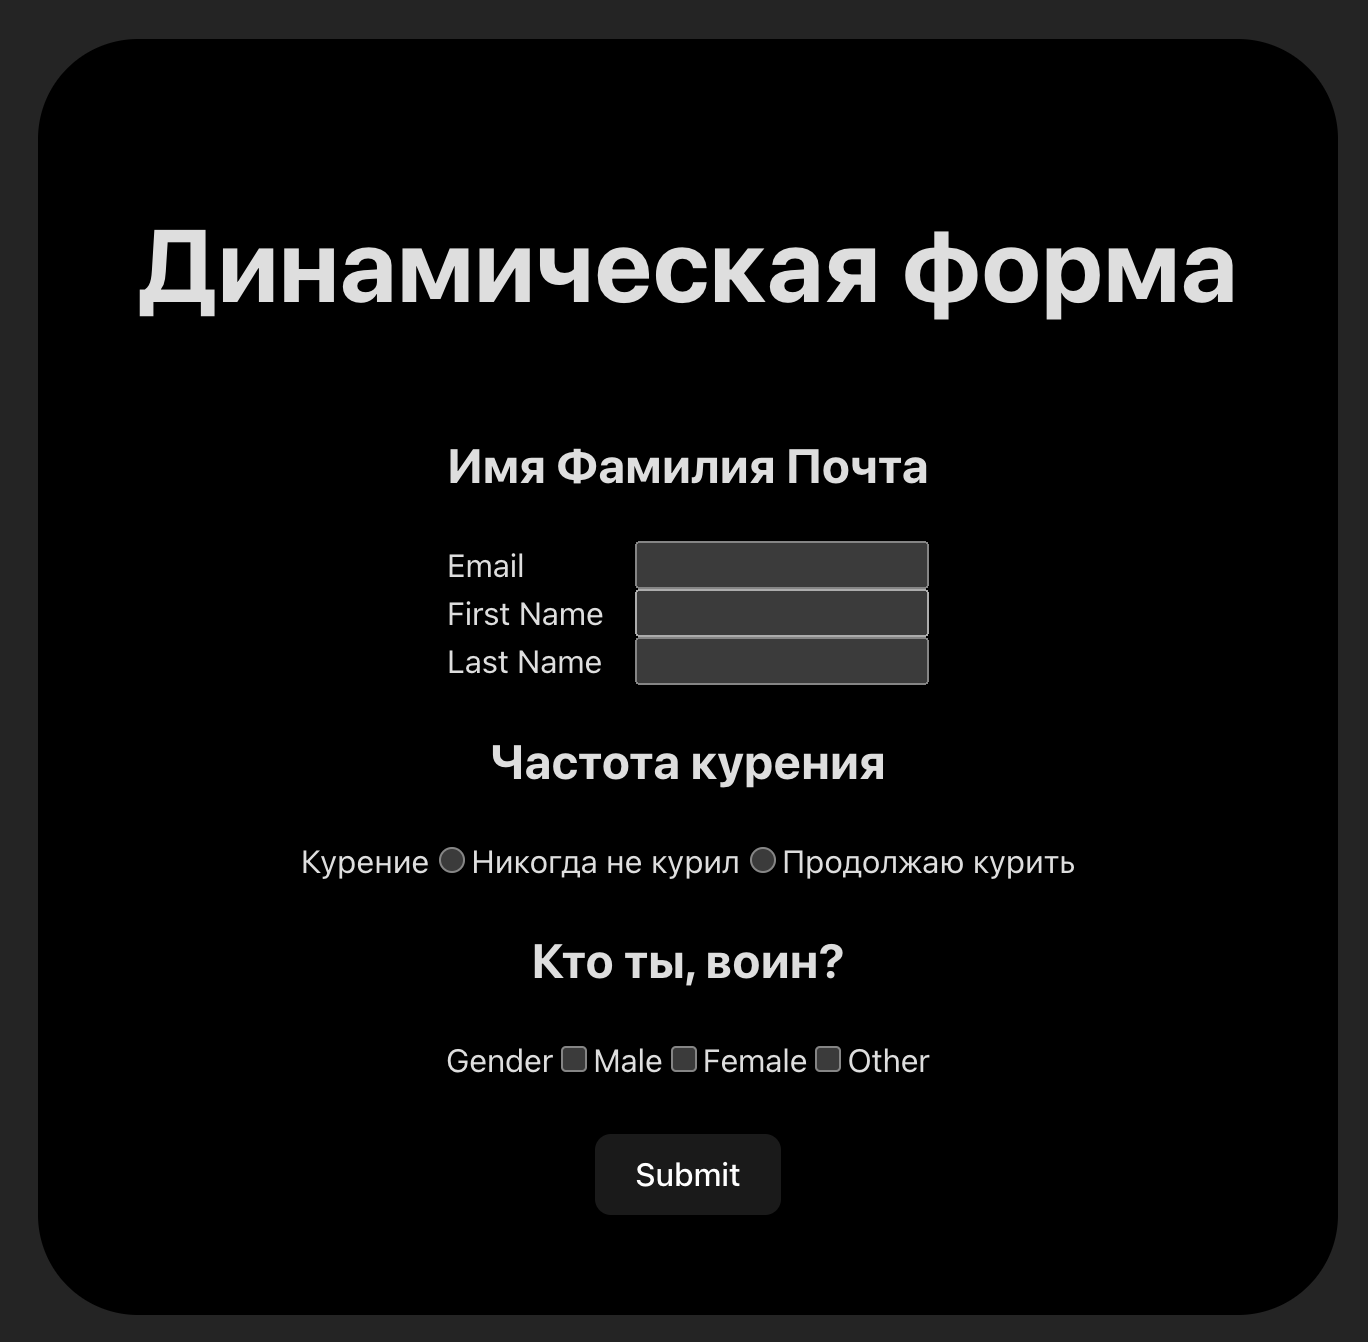 Динамическая форма
Имя Фамилия Почта
Email
First Name
Last Name
Частота курения
Курение Никогда не курил Продолжаю курить
Кто ты, воин?
Gender Male Female Other
Submit